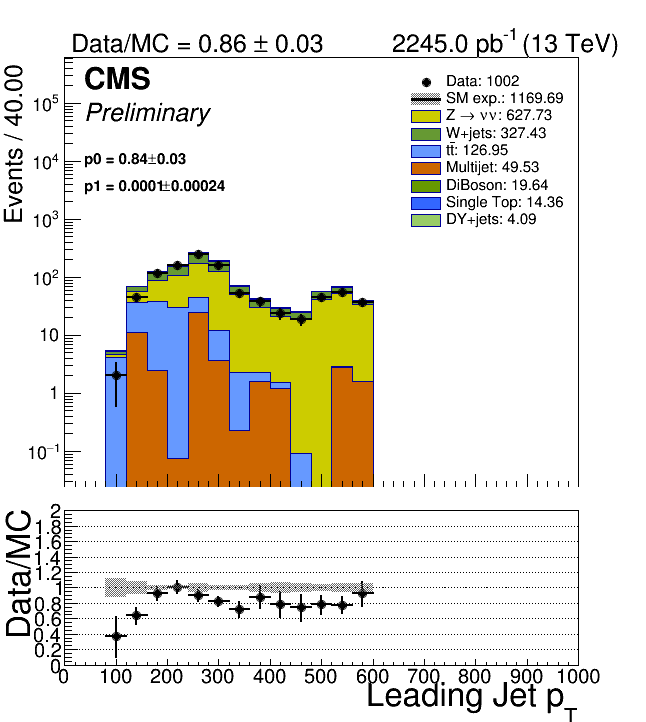 Data/MC = 0.86 ± 0.03 2245.0 pb⁻¹ (13 TeV)
CMS
Preliminary
p0 = 0.84±0.03
p1 = 0.0001±0.00024
Data: 1002
SM exp.: 1169.69
Z → νν: 627.73
W+jets: 327.43
tt̄: 126.95
Multijet: 49.53
DiBoson: 19.64
Single Top: 14.36
DY+jets: 4.09
Events / 40.00
10⁵
10⁴
10³
10²
10
1
10⁻¹
Data/MC
2
1.8
1.6
1.4
1.2
1
0.8
0.6
0.4
0.2
0
0 100 200 300 400 500 600 700 800 900 1000
Leading Jet p_T